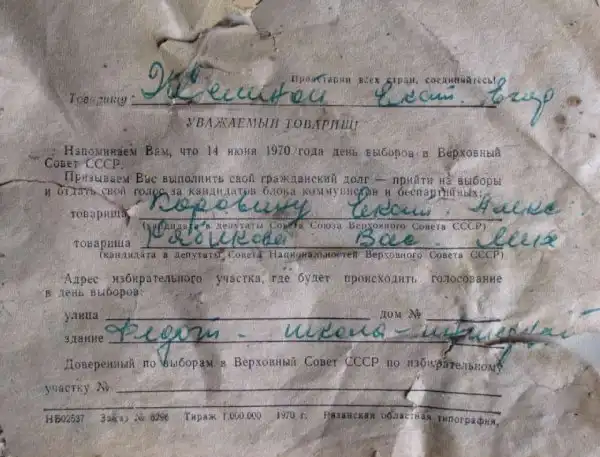 Пролетарии всех стран, соединяйтесь!
Товарищу: Екат. Егор
УВАЖАЕМЫЙ ТОВАРИЩ!
Напоминаем Вам, что 14 июня 1970 года день выборов в Верховный
Совет СССР.
Призываем Вас выполнить свой гражданский долг — прийти на выборы
и отдать свой голос за кандидатов блока коммунистов и беспартийных:
товарища Коровину Екат. Алекс
(кандидата в депутаты Совета Союза Верховного Совета СССР)
товарища Рябикова Вас. Мих
(кандидата в депутаты Совета Национальностей Верховного Совета СССР)
Адрес избирательного участка, где будет происходить голосование
в день выборов:
улица дом №
здание Федот. школа –
Доверенный по выборам в Верховный Совет СССР по избирательному
участку №
НБ02537 Заказ № 6296 Тираж 1.000.000 1970 г. Рязанская областная типография.